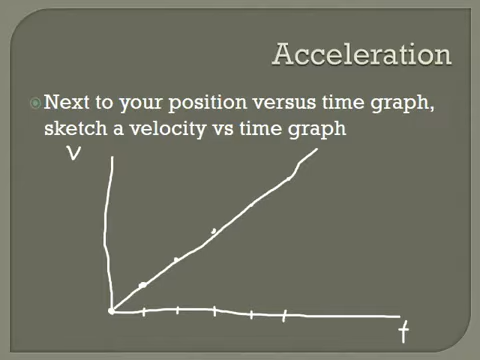 Acceleration
Next to your position versus time graph,
sketch a velocity vs time graph
V
t